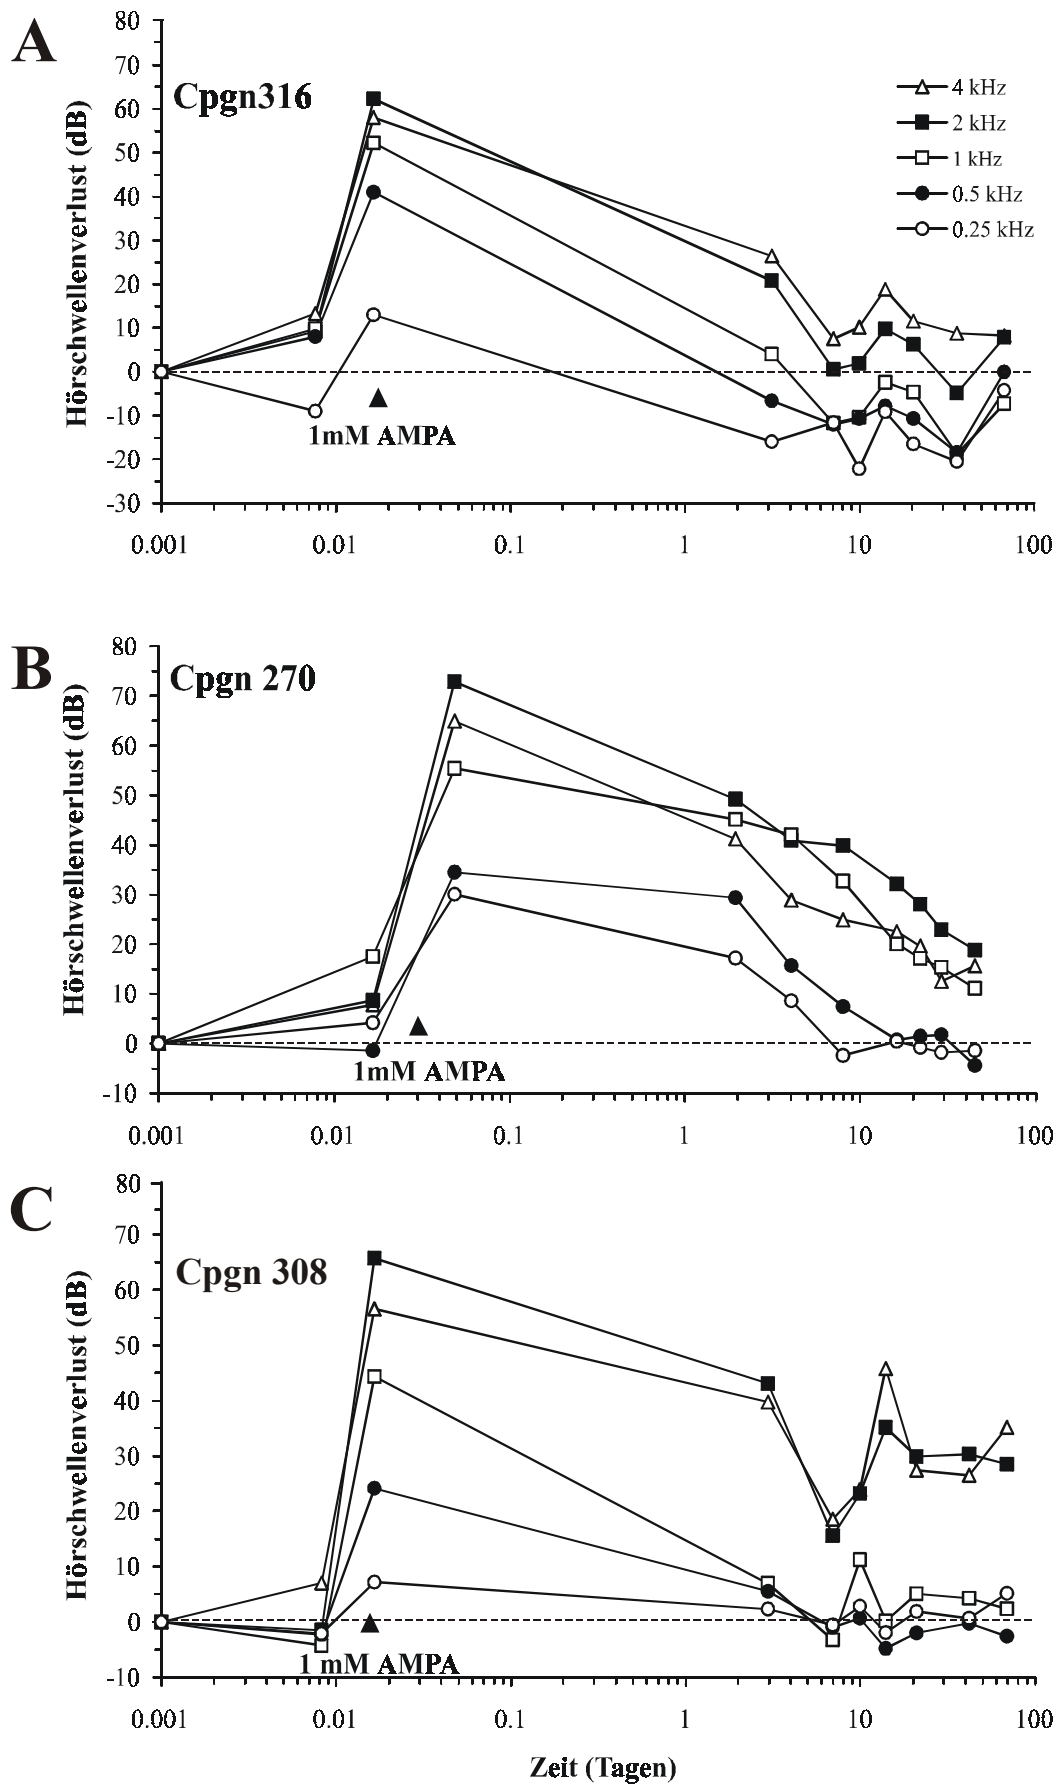 A
Hörschwellenverlust (dB)
80
70
60
50
40
30
20
10
0
-10
-20
-30
Cpgn316
4 kHz
2 kHz
1 kHz
0.5 kHz
0.25 kHz
1mM AMPA
0.001
0.01
0.1
1
10
100
B
Hörschwellenverlust (dB)
80
70
60
50
40
30
20
10
0
-10
Cpgn 270
1mM AMPA
0.001
0.01
0.1
1
10
100
C
Hörschwellenverlust (dB)
80
70
60
50
40
30
20
10
0
-10
Cpgn 308
1 mM AMPA
0.001
0.01
0.1
1
10
100
Zeit (Tagen)